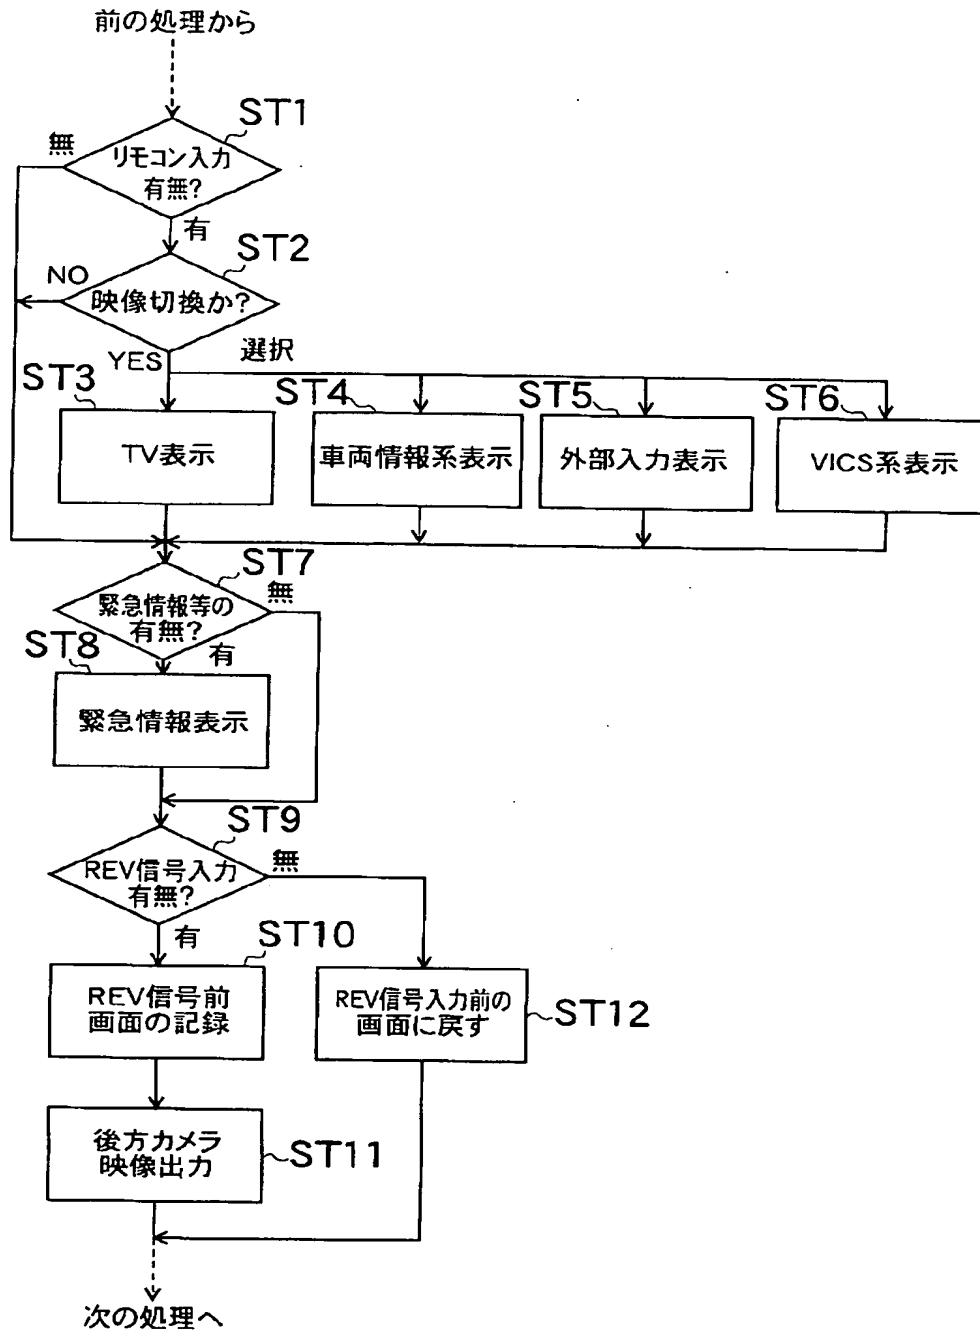 前の処理から
ST1
無
リモコン入力
有無?
有
ST2
NO
映像切換か?
YES
選択
ST3
ST4
ST5
ST6
TV表示
車両情報系表示
外部入力表示
VICS系表示
ST7
無
緊急情報等の
有無?
有
ST8
緊急情報表示
ST9
無
REV信号入力
有無?
有
ST10
REV信号前
画面の記録
REV信号入力前の
画面に戻す
ST12
後方カメラ
映像出力
ST11
次の処理へ